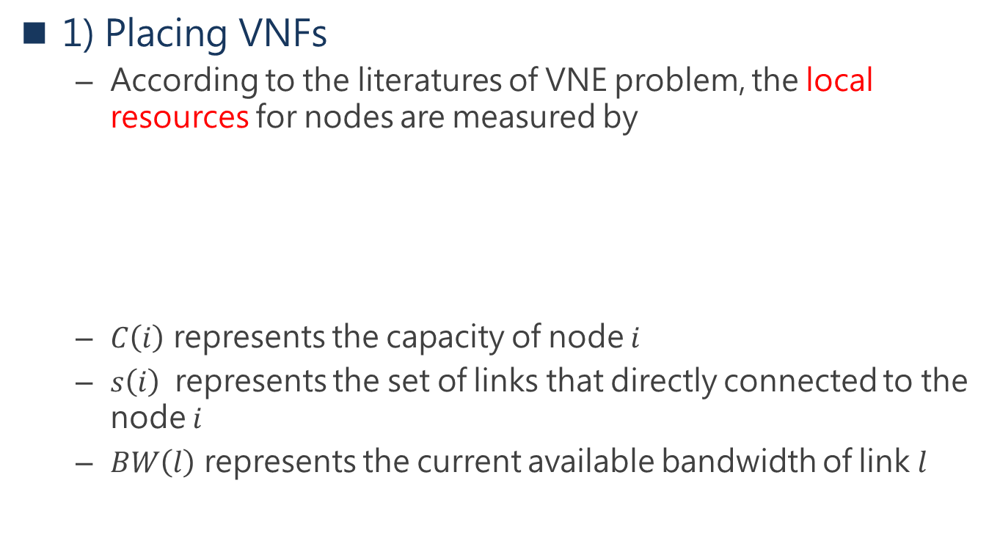 ■ 1) Placing VNFs
– According to the literatures of VNE problem, the local
resources for nodes are measured by
– C(i) represents the capacity of node i
– s(i) represents the set of links that directly connected to the
node i
– BW(l) represents the current available bandwidth of link l